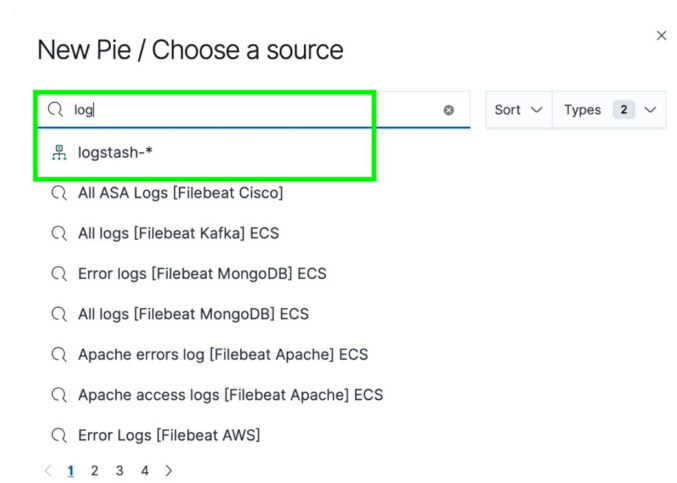 New Pie / Choose a source
log
Sort Types 2
logstash-*
All ASA Logs [Filebeat Cisco]
All logs [Filebeat Kafka] ECS
Error logs [Filebeat MongoDB] ECS
All logs [Filebeat MongoDB] ECS
Apache errors log [Filebeat Apache] ECS
Apache access logs [Filebeat Apache] ECS
Error Logs [Filebeat AWS]
< 1 2 3 4 >